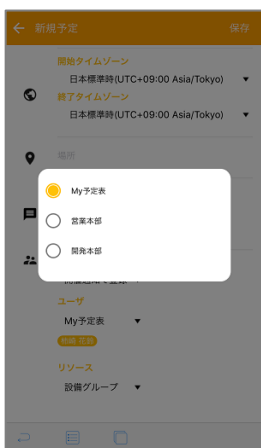 新規予定
保存
開始タイムゾーン
日本標準時(UTC+09:00 Asia/Tokyo)
終了タイムゾーン
日本標準時(UTC+09:00 Asia/Tokyo)
場所
My予定表
営業本部
開発本部
ユーザ
My予定表
リソース
設備グループ